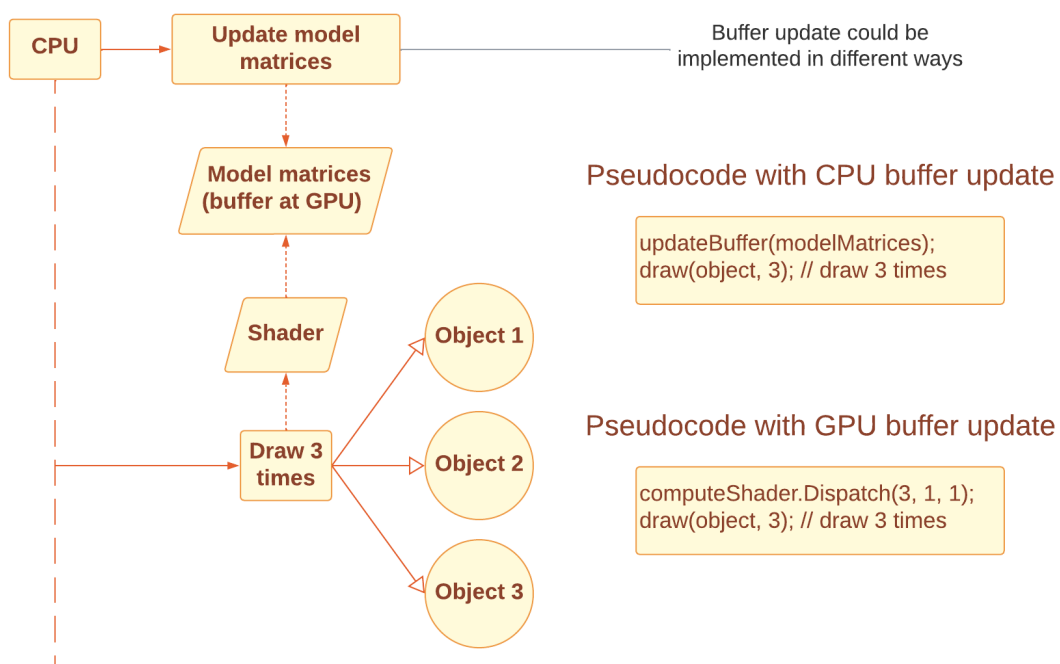 CPU
Update model
matrices
Buffer update could be
implemented in different ways
Model matrices
(buffer at GPU)
Pseudocode with CPU buffer update
updateBuffer(modelMatrices);
draw(object, 3); // draw 3 times
Shader
Object 1
Draw 3
times
Object 2
Object 3
Pseudocode with GPU buffer update
computeShader.Dispatch(3, 1, 1);
draw(object, 3); // draw 3 times